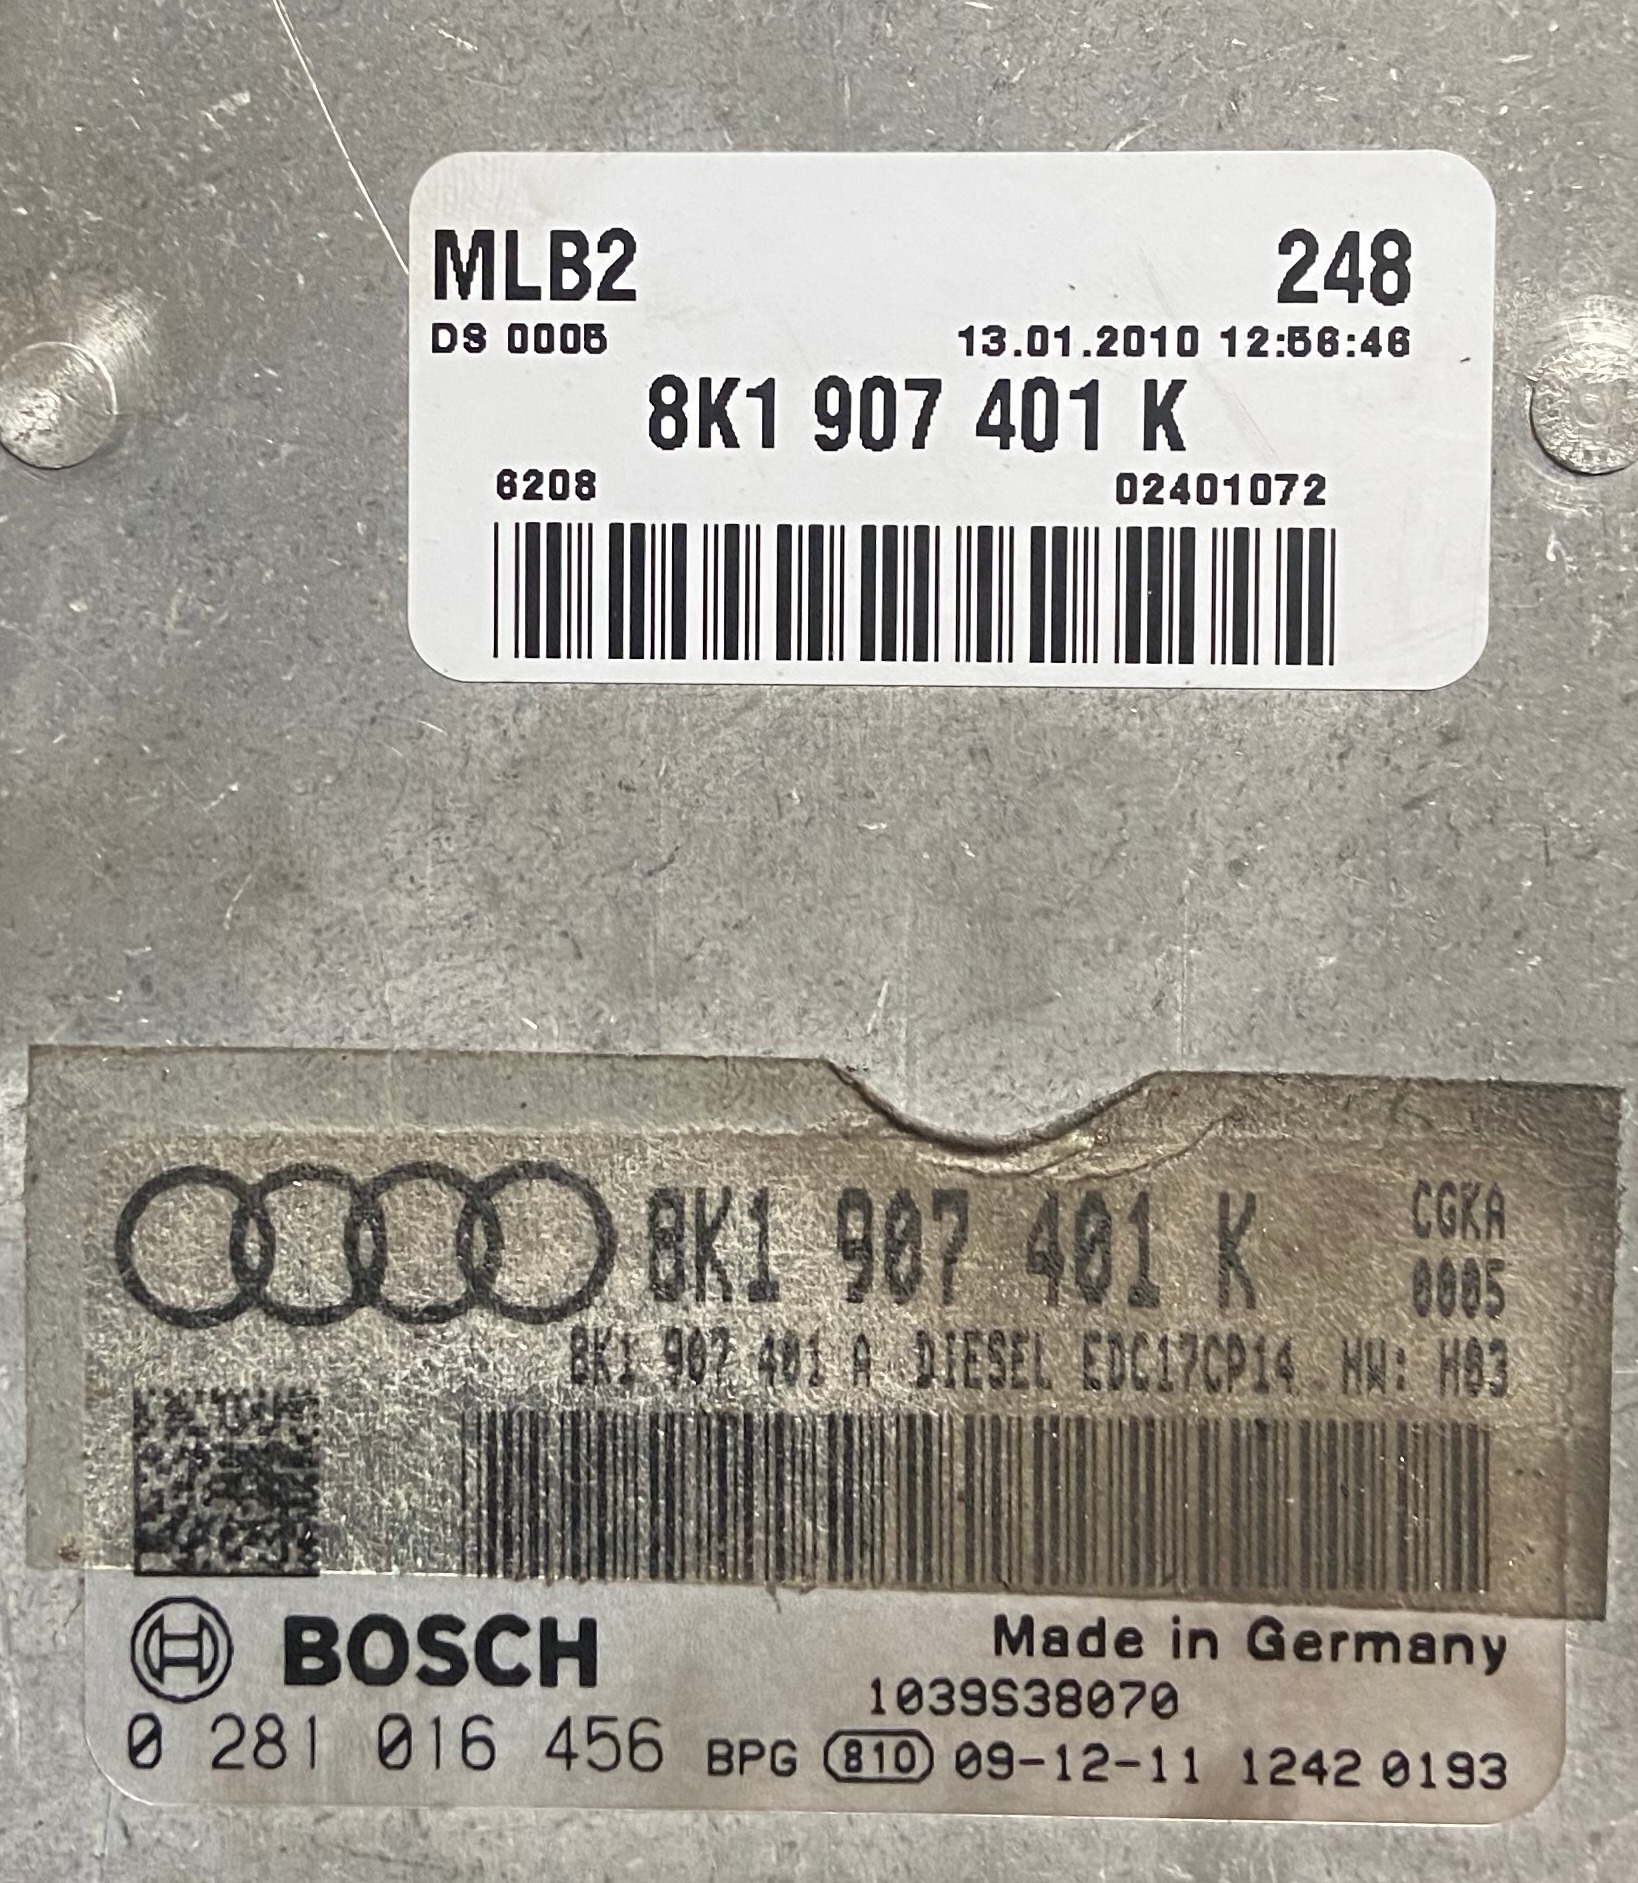 MLB2 248
DS 0005 13.01.2010 12:56:46
8K1 907 401 K
6208 02401072
8K1 907 401 K CGKA
0005
8K1 907 401 A DIESEL EDC17CP14 HW: H03
BOSCH Made in Germany
1039S38070
0 281 016 456 BPG 810 09-12-11 1242 0193